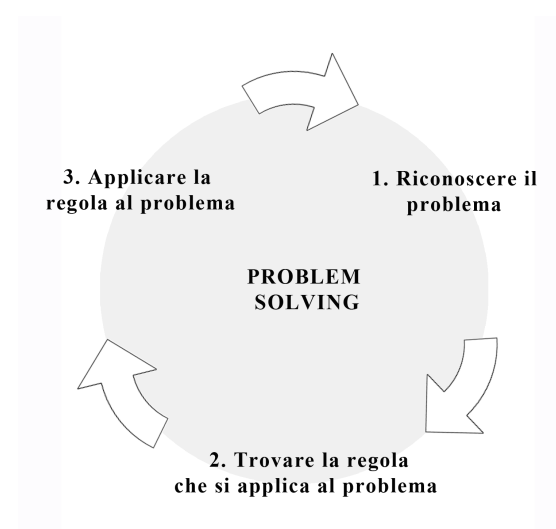 1. Riconoscere il
problema
2. Trovare la regola
che si applica al problema
3. Applicare la
regola al problema
PROBLEM
SOLVING